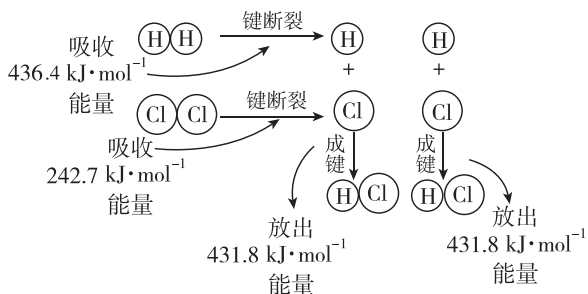 吸收
436.4 kJ·mol⁻¹
能量
H H
键断裂
H
H
+
+
Cl Cl
键断裂
Cl
Cl
吸收
242.7 kJ·mol⁻¹
能量
成键
成键
H Cl
H Cl
放出
431.8 kJ·mol⁻¹
能量
放出
431.8 kJ·mol⁻¹
能量